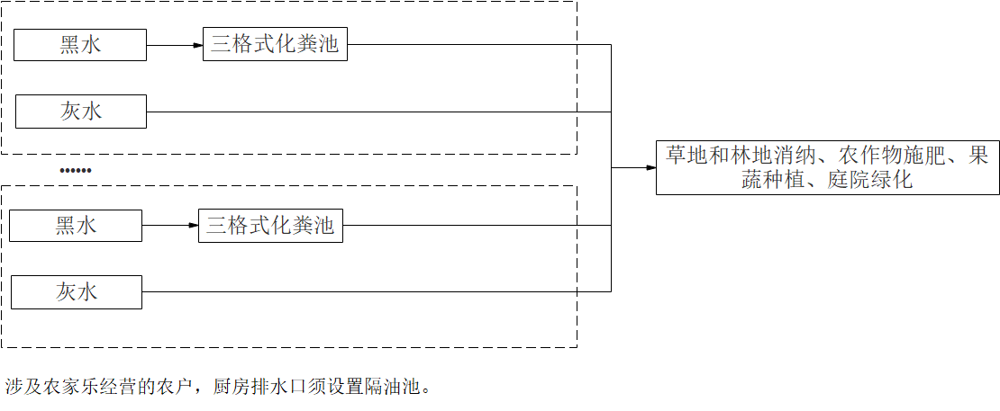 黑水
三格式化粪池
灰水
••••••
黑水
三格式化粪池
灰水
草地和林地消纳、农作物施肥、果
蔬种植、庭院绿化
涉及农家乐经营的农户，厨房排水口须设置隔油池。